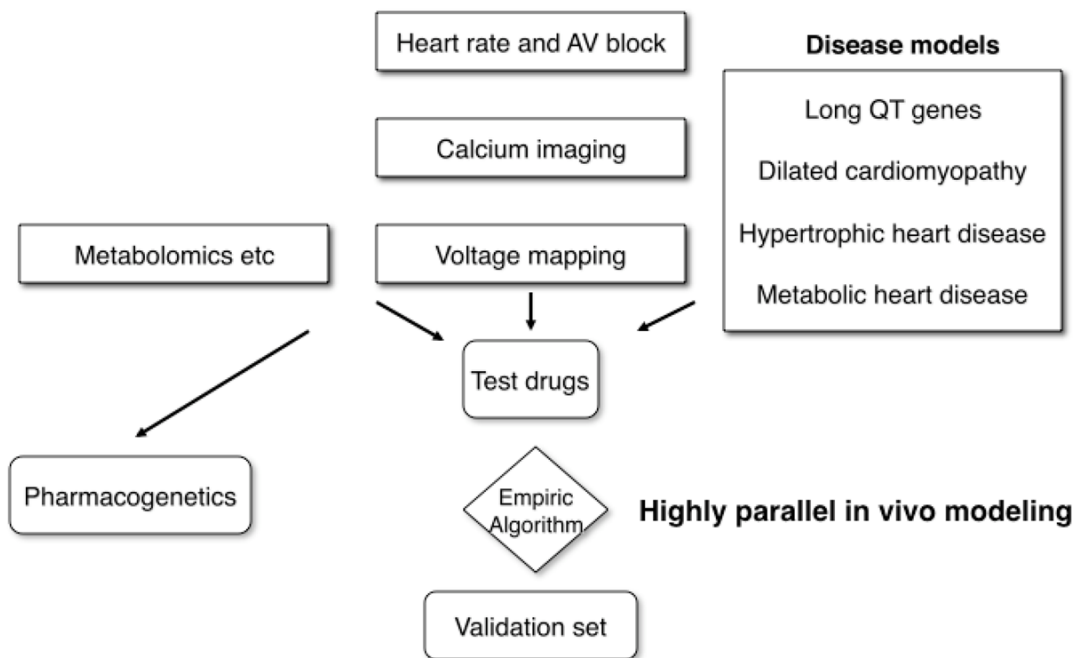 Heart rate and AV block
Disease models
Long QT genes
Calcium imaging
Dilated cardiomyopathy
Hypertrophic heart disease
Metabolomics etc
Voltage mapping
Metabolic heart disease
Test drugs
Pharmacogenetics
Empiric
Algorithm
Highly parallel in vivo modeling
Validation set